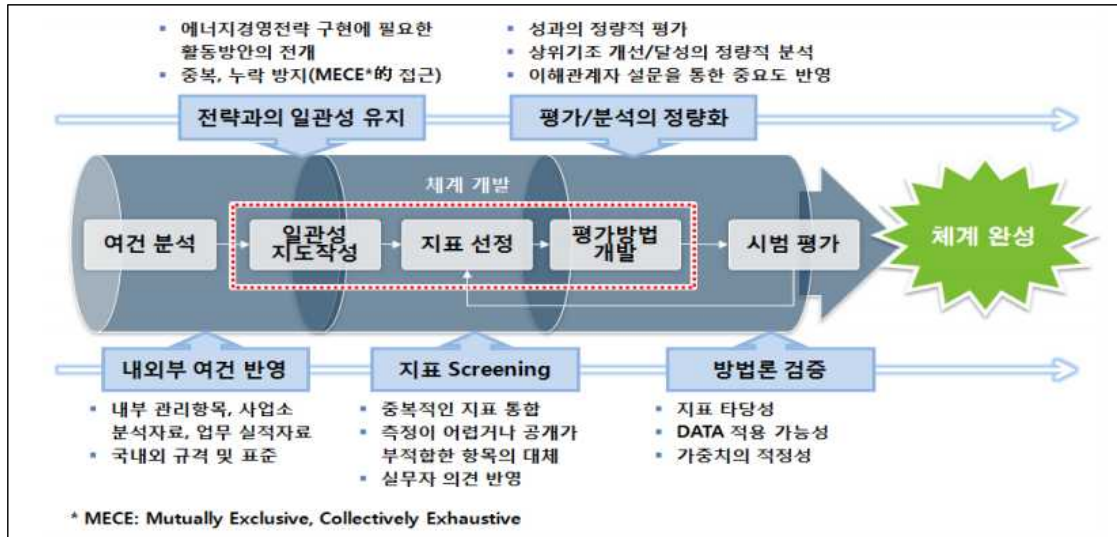 ▪ 에너지경영전략 구현에 필요한
활동방안의 전개
▪ 중복, 누락 방지(MECE*的 접근)
▪ 성과의 정량적 평가
▪ 상위기조 개선/달성의 정량적 분석
▪ 이해관계자 설문을 통한 중요도 반영
전략과의 일관성 유지
평가/분석의 정량화
체계 개발
여건 분석
일관성
지도작성
지표 선정
평가방법
개발
시범 평가
체계 완성
내외부 여건 반영
지표 Screening
방법론 검증
▪ 내부 관리항목, 사업소
분석자료, 업무 실적자료
▪ 국내외 규격 및 표준
▪ 중복적인 지표 통합
▪ 측정이 어렵거나 공개가
부적합한 항목의 대체
▪ 실무자 의견 반영
▪ 지표 타당성
▪ DATA 적용 가능성
▪ 가중치의 적정성
* MECE: Mutually Exclusive, Collectively Exhaustive